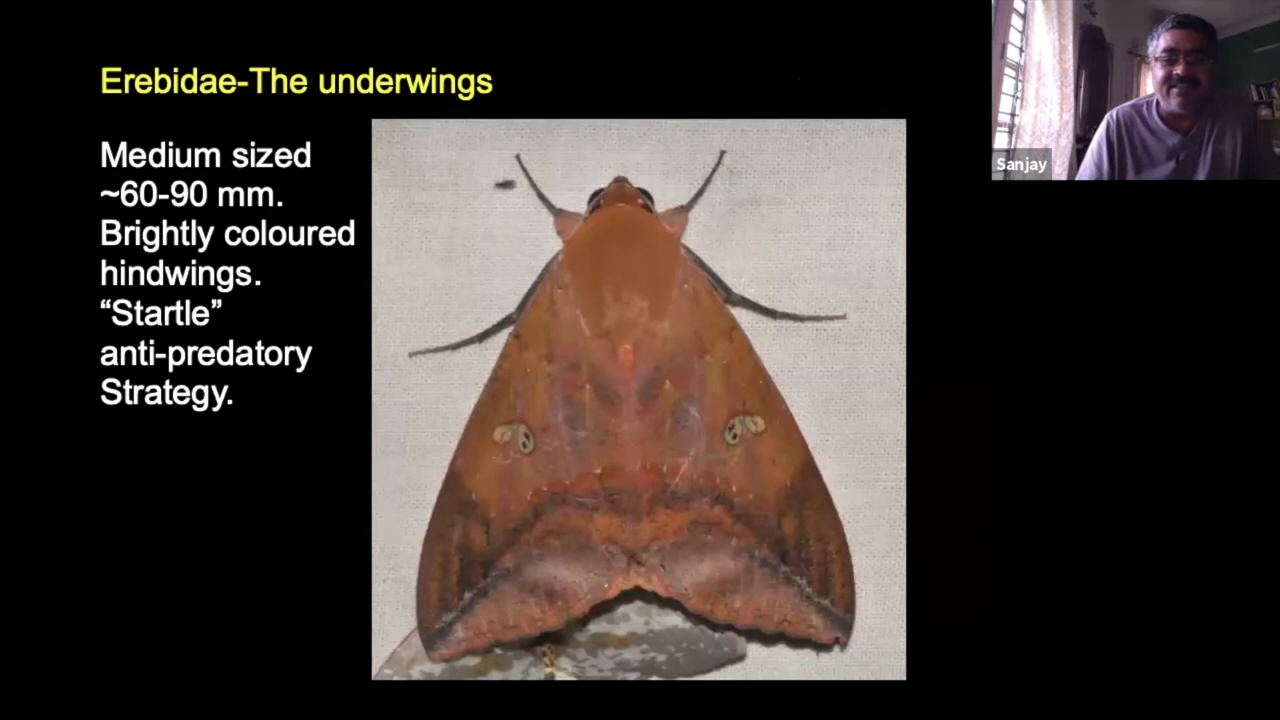 Erebidae-The underwings
Medium sized
~60-90 mm.
Brightly coloured
hindwings.
“Startle”
anti-predatory
Strategy.
Sanjay